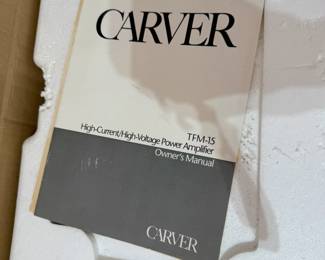 CARVER
TFM-15
High-Current/High-Voltage Power Amplifier
Owner's Manual
CARVER